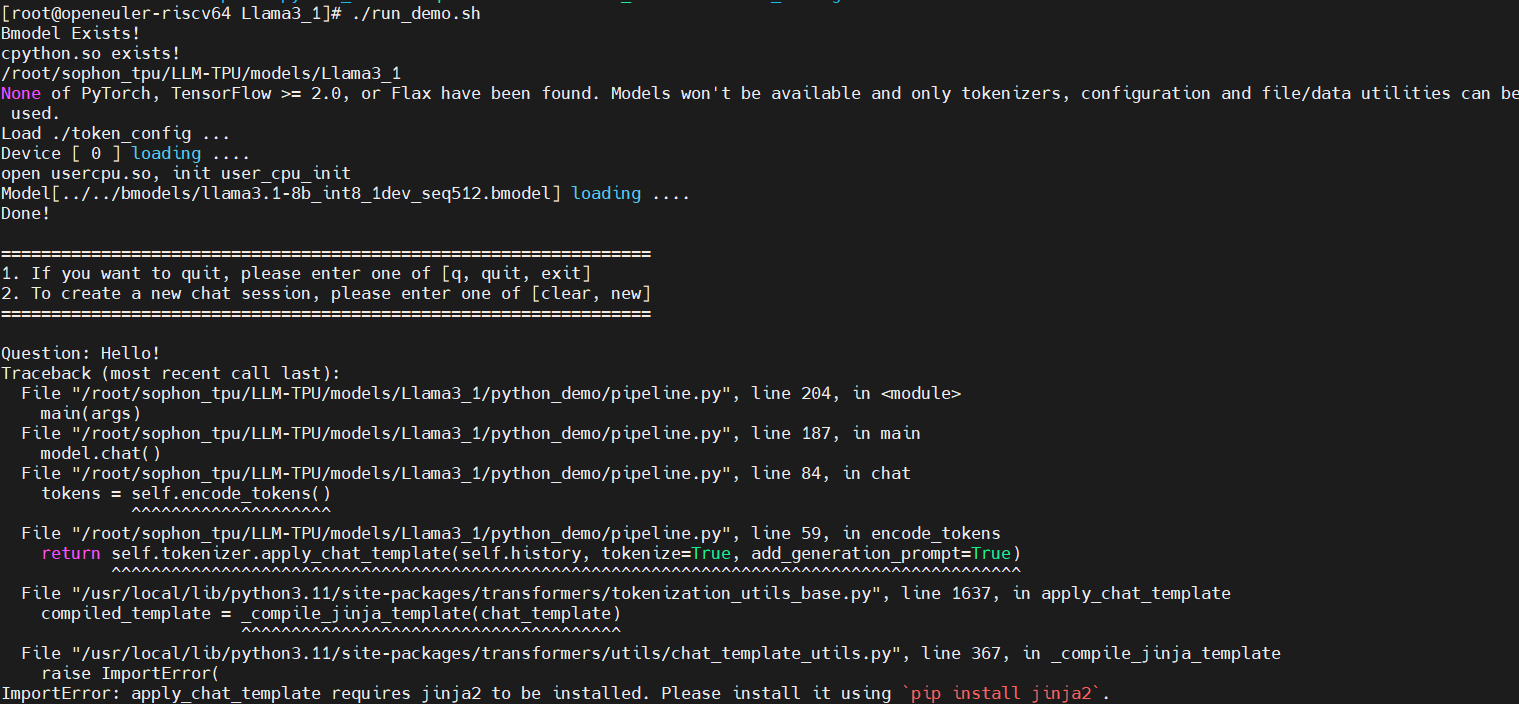 [root@openeuler-riscv64 Llama3_1]# ./run_demo.sh
Bmodel Exists!
cpython.so exists!
/root/sophon_tpu/LLM-TPU/models/Llama3_1
None of PyTorch, TensorFlow >= 2.0, or Flax have been found. Models won't be available and only tokenizers, configuration and file/data utilities can be
 used.
Load ./token_config ...
Device [ 0 ] loading ....
open usercpu.so, init user_cpu_init
Model[../../bmodels/llama3.1-8b_int8_1dev_seq512.bmodel] loading ....
Done!
=================================================================
1. If you want to quit, please enter one of [q, quit, exit]
2. To create a new chat session, please enter one of [clear, new]
=================================================================
Question: Hello!
Traceback (most recent call last):
  File "/root/sophon_tpu/LLM-TPU/models/Llama3_1/python_demo/pipeline.py", line 204, in <module>
    main(args)
  File "/root/sophon_tpu/LLM-TPU/models/Llama3_1/python_demo/pipeline.py", line 187, in main
    model.chat()
  File "/root/sophon_tpu/LLM-TPU/models/Llama3_1/python_demo/pipeline.py", line 84, in chat
    tokens = self.encode_tokens()
             ^^^^^^^^^^^^^^^^^^^^
  File "/root/sophon_tpu/LLM-TPU/models/Llama3_1/python_demo/pipeline.py", line 59, in encode_tokens
    return self.tokenizer.apply_chat_template(self.history, tokenize=True, add_generation_prompt=True)
           ^^^^^^^^^^^^^^^^^^^^^^^^^^^^^^^^^^^^^^^^^^^^^^^^^^^^^^^^^^^^^^^^^^^^^^^^^^^^^^^^^^^^^^^^^^^
  File "/usr/local/lib/python3.11/site-packages/transformers/tokenization_utils_base.py", line 1637, in apply_chat_template
    compiled_template = _compile_jinja_template(chat_template)
                        ^^^^^^^^^^^^^^^^^^^^^^^^^^^^^^^^^^^^^^
  File "/usr/local/lib/python3.11/site-packages/transformers/utils/chat_template_utils.py", line 367, in _compile_jinja_template
    raise ImportError(
ImportError: apply_chat_template requires jinja2 to be installed. Please install it using `pip install jinja2`.